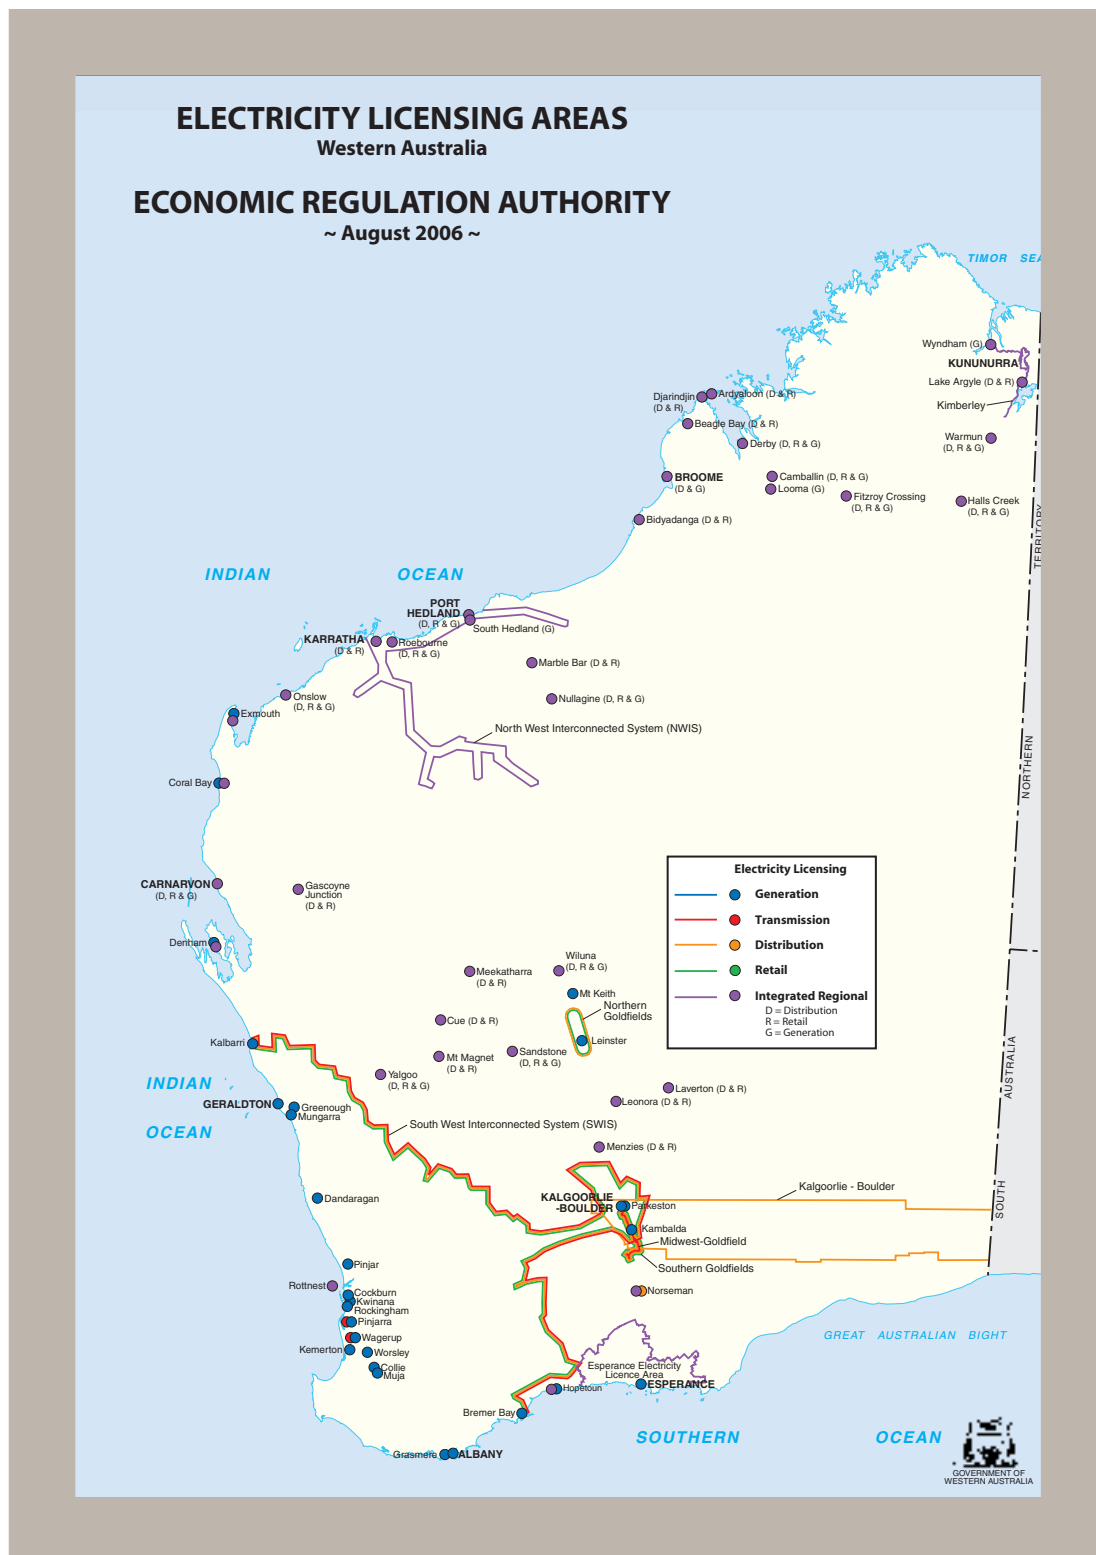 ELECTRICITY LICENSING AREAS
Western Australia
ECONOMIC REGULATION AUTHORITY
~ August 2006 ~
TIMOR SEA
Wyndham (G)
KUNUNURRA
Lake Argyle (D & R)
Kimberley
Warmun
(D, R & G)
Djarindjin
(D & R)
Ardyaloon (D & R)
Beagle Bay (D & R)
Derby (D, R & G)
BROOME
(D & G)
Camballin (D, R & G)
Looma (G)
Fitzroy Crossing
(D, R & G)
Halls Creek
(D, R & G)
Bidyadanga (D & R)
TERRITORY
NORTHERN
INDIAN OCEAN
PORT
HEDLAND
(D, R & G)
South Hedland (G)
KARRATHA
(D & R)
Roebourne
(D, R & G)
Marble Bar (D & R)
Nullagine (D, R & G)
Onslow
(D, R & G)
Exmouth
North West Interconnected System (NWIS)
Coral Bay
CARNARVON
(D, R & G)
Gascoyne
Junction
(D & R)
Denham
Electricity Licensing
Generation
Transmission
Distribution
Retail
Integrated Regional
D = Distribution
R = Retail
G = Generation
Meekatharra
(D & R)
Wiluna
(D, R & G)
Mt Keith
Northern
Goldfields
Leinster
Cue (D & R)
Mt Magnet
(D & R)
Sandstone
(D, R & G)
Yalgoo
(D, R & G)
Kalbarri
INDIAN
OCEAN
GERALDTON
Greenough
Mungarra
Laverton (D & R)
Leonora (D & R)
South West Interconnected System (SWIS)
Menzies (D & R)
AUSTRALIA
SOUTH
Kalgoorlie - Boulder
KALGOORLIE
-BOULDER
Parkeston
Kambalda
Midwest-Goldfield
Southern Goldfields
Dandaragan
Pinjar
Rottnest
Cockburn
Kwinana
Rockingham
Pinjarra
Wagerup
Kemerton
Worsley
Collie
Muja
Norseman
GREAT AUSTRALIAN BIGHT
Esperance Electricity
Licence Area
ESPERANCE
Hopetoun
Bremer Bay
Grasmere
ALBANY
SOUTHERN OCEAN
GOVERNMENT OF
WESTERN AUSTRALIA